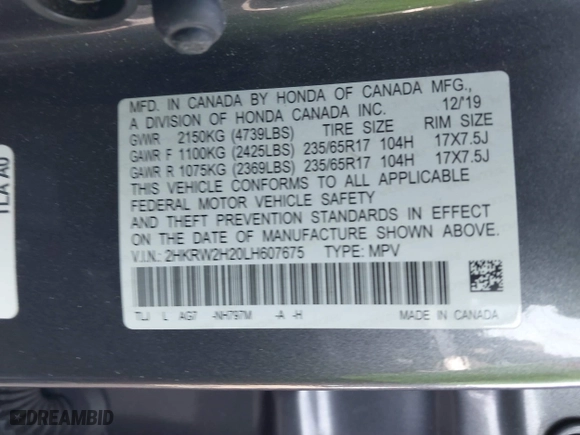 MFD. IN CANADA BY HONDA OF CANADA MFG.,
A DIVISION OF HONDA CANADA INC. 12/19
GVWR 2150KG (4739LBS) TIRE SIZE RIM SIZE
GAWR F 1100KG (2425LBS) 235/65R17 104H 17X7.5J
GAWR R 1075KG (2369LBS) 235/65R17 104H 17X7.5J
THIS VEHICLE CONFORMS TO ALL APPLICABLE
FEDERAL MOTOR VEHICLE SAFETY
AND THEFT PREVENTION STANDARDS IN EFFECT
ON THE DATE OF MANUFACTURE SHOWN ABOVE.
V.I.N.: 2HKRW2H20LH607675 TYPE: MPV
TLJ L AG7 -NH797M -A -H
MADE IN CANADA
TLA A0
DREAMBID